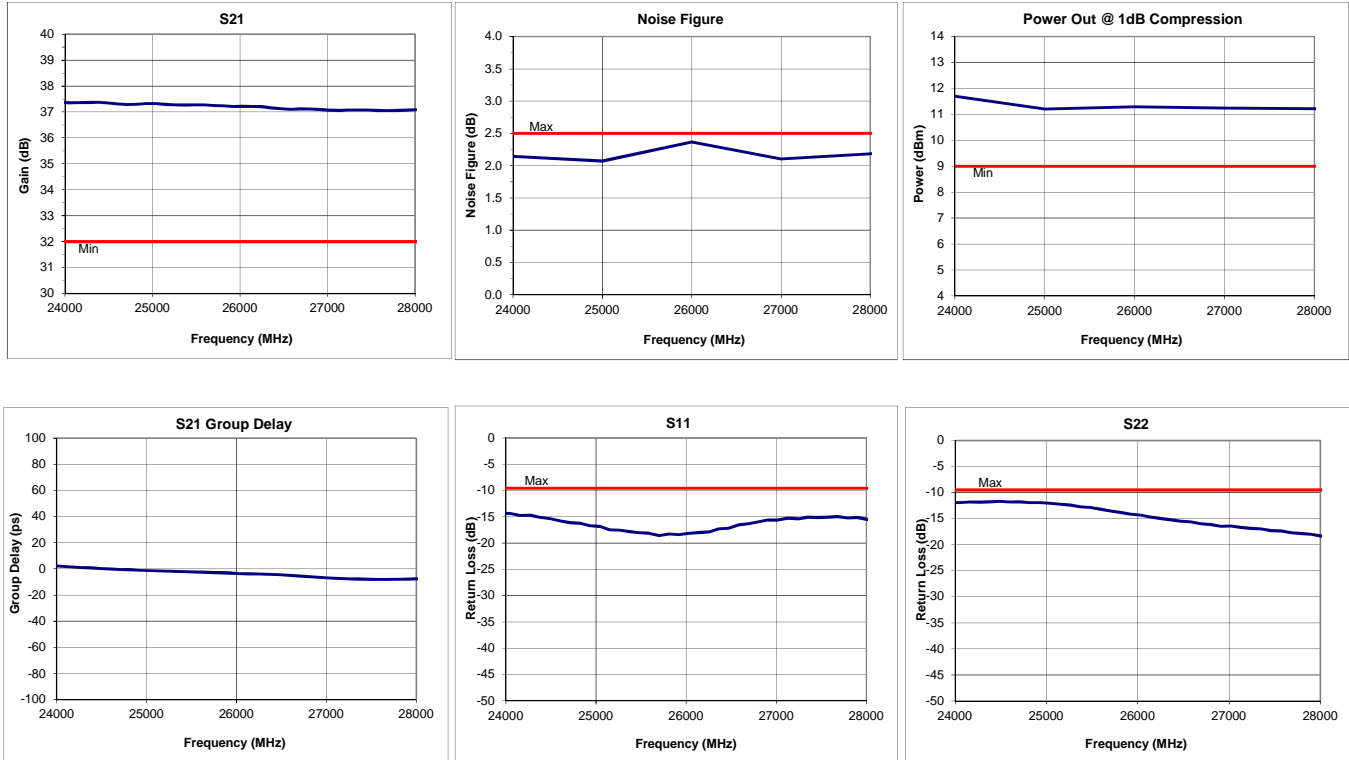 S21
40
39
38
37
36
35
34
33
32
31
30
Gain (dB)
Min
24000 25000 26000 27000 28000
Frequency (MHz)
Noise Figure
4.0
3.5
3.0
2.5
2.0
1.5
1.0
0.5
0.0
Noise Figure (dB)
Max
24000 25000 26000 27000 28000
Frequency (MHz)
Power Out @ 1dB Compression
14
13
12
11
10
9
8
7
6
5
4
Power (dBm)
Min
24000 25000 26000 27000 28000
Frequency (MHz)
S21 Group Delay
100
80
60
40
20
0
-20
-40
-60
-80
-100
Group Delay (ps)
24000 25000 26000 27000 28000
Frequency (MHz)
S11
0
-5
-10
-15
-20
-25
-30
-35
-40
-45
-50
Return Loss (dB)
Max
24000 25000 26000 27000 28000
Frequency (MHz)
S22
0
-5
-10
-15
-20
-25
-30
-35
-40
-45
-50
Return Loss (dB)
Max
24000 25000 26000 27000 28000
Frequency (MHz)